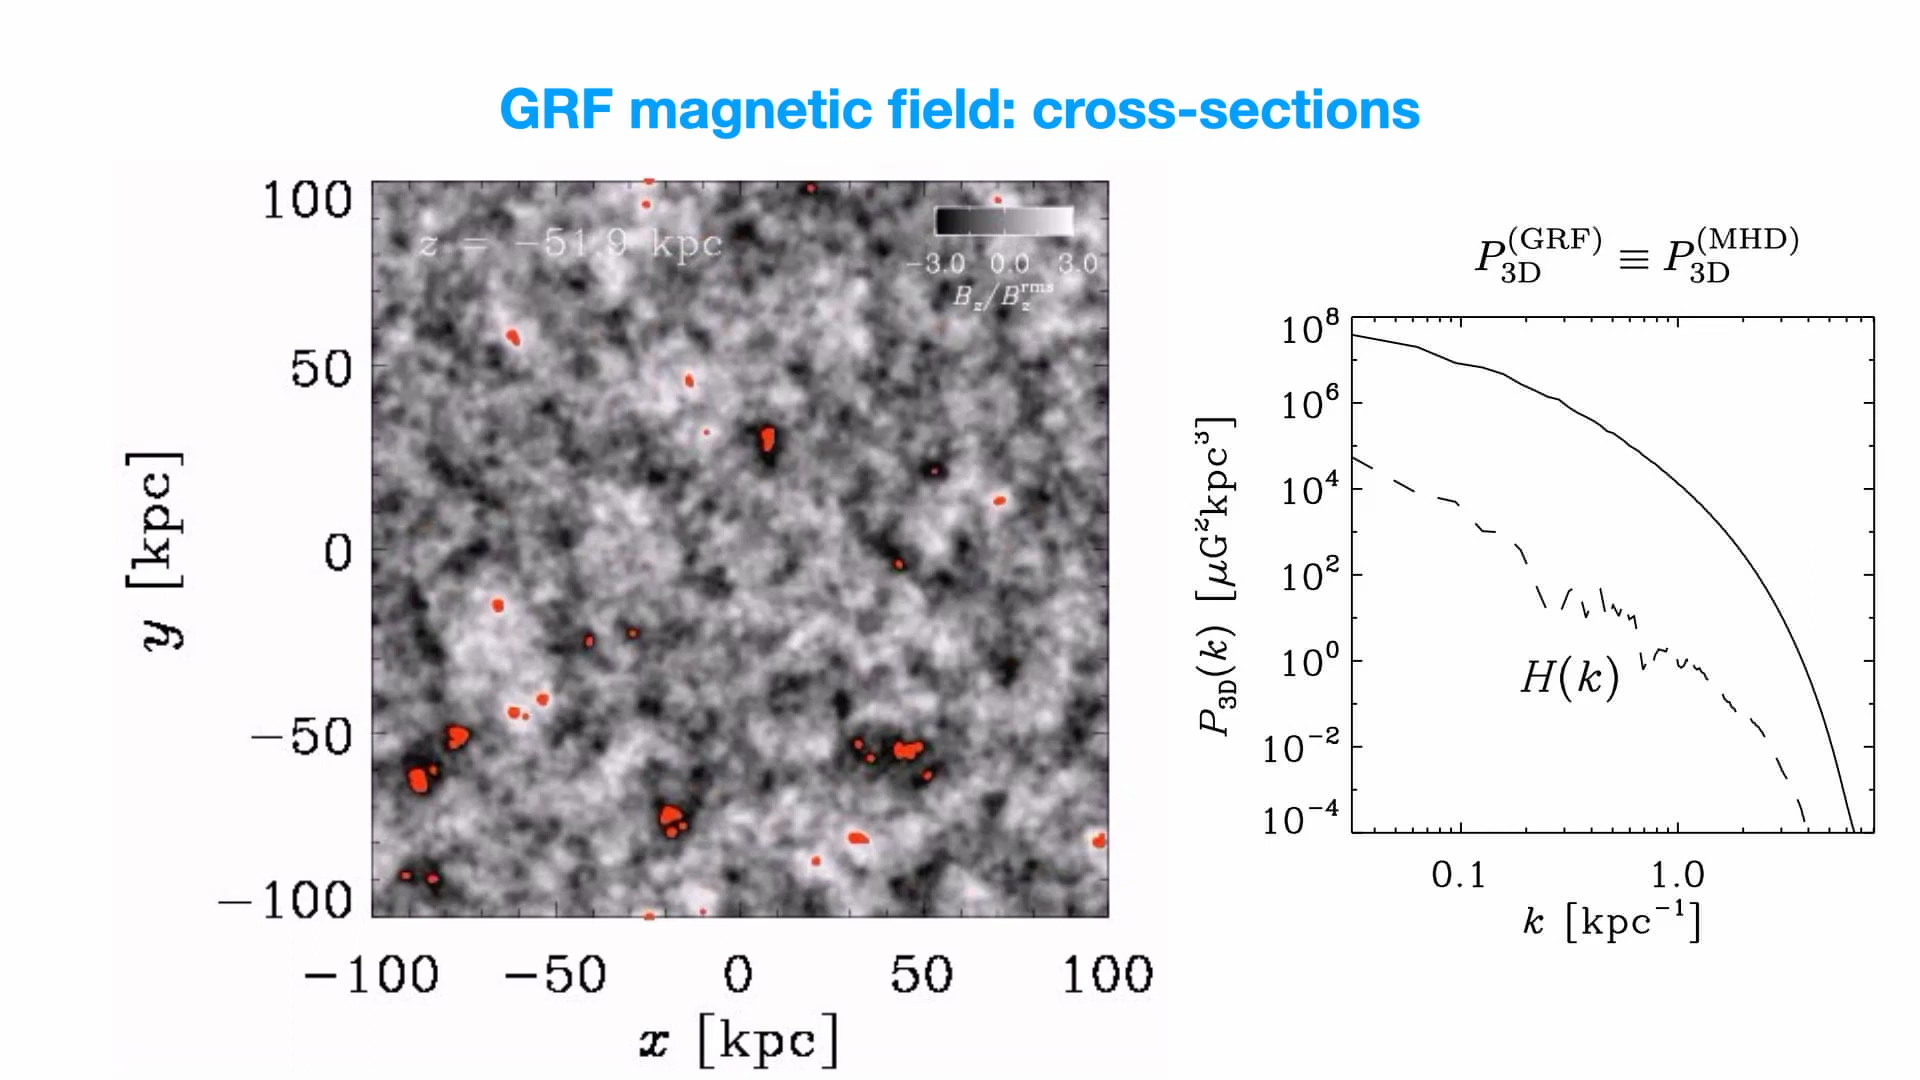 GRF magnetic field: cross-sections
100
50
0
−50
−100
y [kpc]
z = −51.9 kpc
−3.0 0.0 3.0
B_z/B_z^rms
−100 −50 0 50 100
x [kpc]
P_3D^(GRF) ≡ P_3D^(MHD)
10^8
10^6
10^4
10^2
10^0
10^−2
10^−4
P_3D(k) [μG^2kpc^3]
H(k)
0.1 1.0
k [kpc^−1]